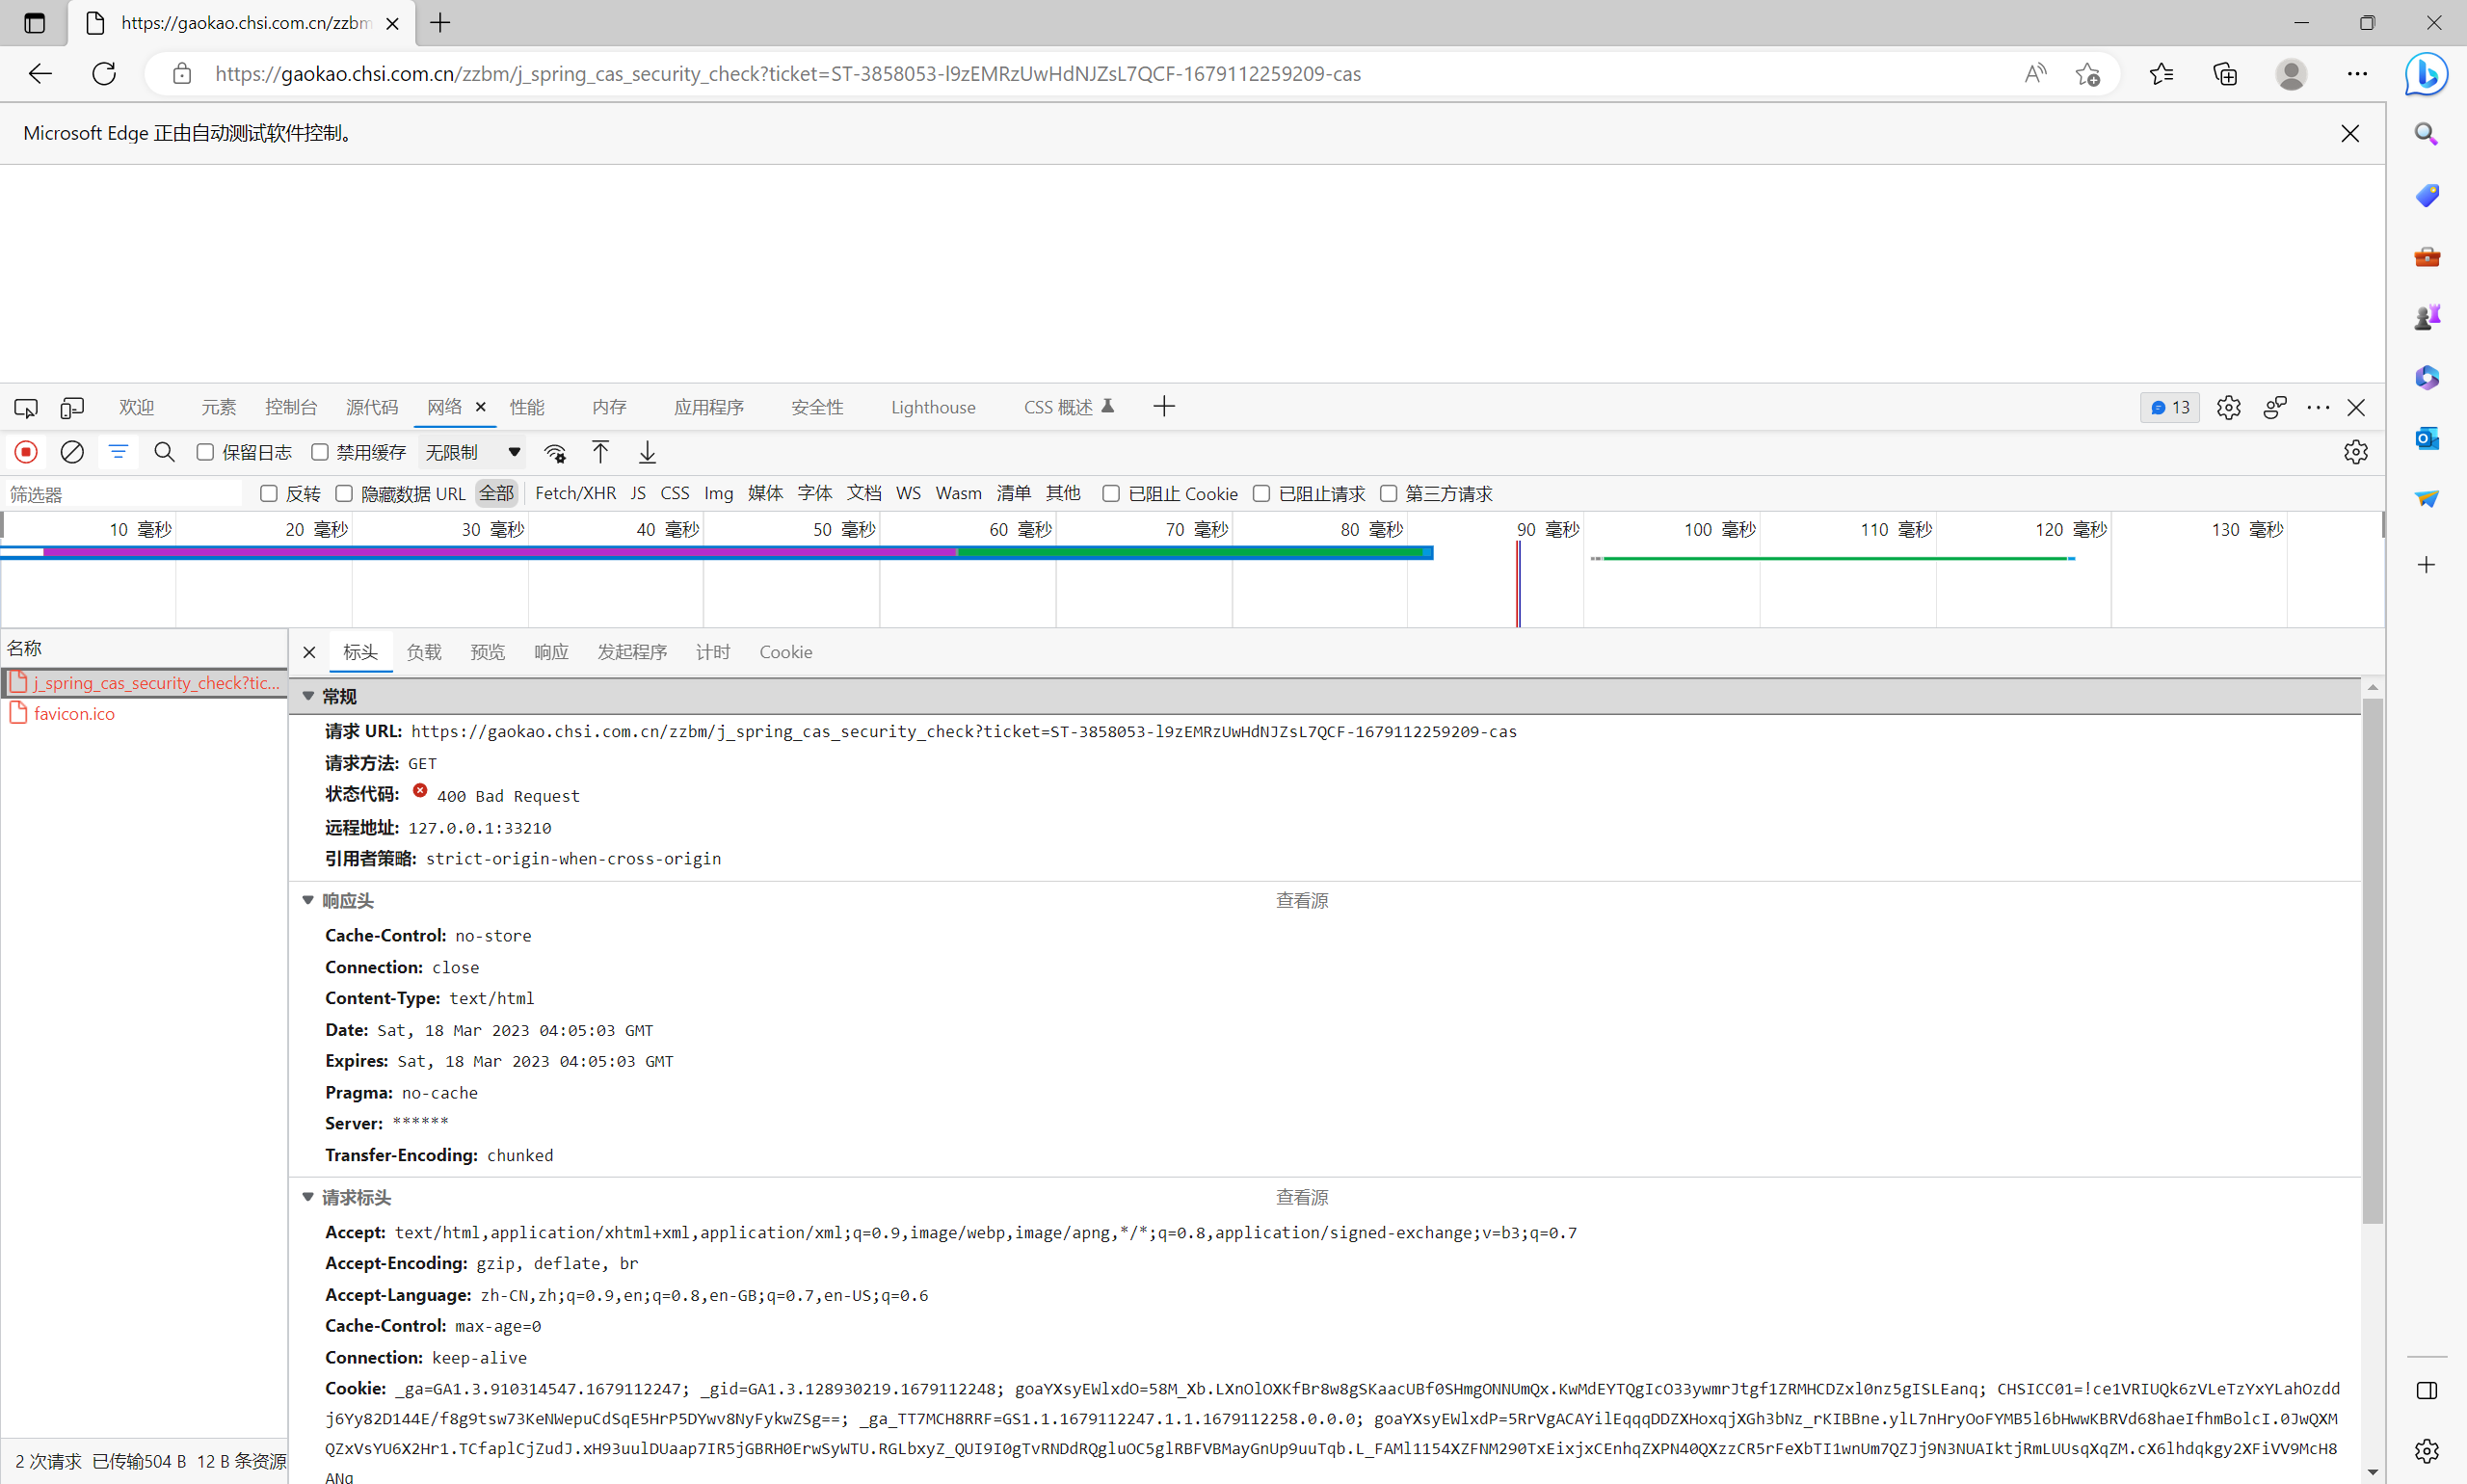 https://gaokao.chsi.com.cn/zzbm
https://gaokao.chsi.com.cn/zzbm/j_spring_cas_security_check?ticket=ST-3858053-l9zEMRzUwHdNJZsL7QCF-1679112259209-cas
Microsoft Edge 正由自动测试软件控制。
欢迎 元素 控制台 源代码 网络 性能 内存 应用程序 安全性 Lighthouse CSS 概述 13
保留日志 禁用缓存 无限制
筛选器 反转 隐藏数据 URL 全部 Fetch/XHR JS CSS Img 媒体 字体 文档 WS Wasm 清单 其他 已阻止 Cookie 已阻止请求 第三方请求
10 毫秒 20 毫秒 30 毫秒 40 毫秒 50 毫秒 60 毫秒 70 毫秒 80 毫秒 90 毫秒 100 毫秒 110 毫秒 120 毫秒 130 毫秒
名称
j_spring_cas_security_check?tic...
favicon.ico
标头 负载 预览 响应 发起程序 计时 Cookie
常规
请求 URL: https://gaokao.chsi.com.cn/zzbm/j_spring_cas_security_check?ticket=ST-3858053-l9zEMRzUwHdNJZsL7QCF-1679112259209-cas
请求方法: GET
状态代码: 400 Bad Request
远程地址: 127.0.0.1:33210
引用者策略: strict-origin-when-cross-origin
响应头 查看源
Cache-Control: no-store
Connection: close
Content-Type: text/html
Date: Sat, 18 Mar 2023 04:05:03 GMT
Expires: Sat, 18 Mar 2023 04:05:03 GMT
Pragma: no-cache
Server: ******
Transfer-Encoding: chunked
请求标头 查看源
Accept: text/html,application/xhtml+xml,application/xml;q=0.9,image/webp,image/apng,*/*;q=0.8,application/signed-exchange;v=b3;q=0.7
Accept-Encoding: gzip, deflate, br
Accept-Language: zh-CN,zh;q=0.9,en;q=0.8,en-GB;q=0.7,en-US;q=0.6
Cache-Control: max-age=0
Connection: keep-alive
Cookie: _ga=GA1.3.910314547.1679112247; _gid=GA1.3.128930219.1679112248; goaYXsyEWlxdO=58M_Xb.LXnOlOXKfBr8w8gSKaacUBf0SHmgONNUmQx.KwMdEYTQgIcO33ywmrJtgf1ZRMHCDZxl0nz5gISLEanq; CHSICC01=!ce1VRIUQk6zVLeTzYxYLahOzdd
j6Yy82D144E/f8g9tsw73KeNWepuCdSqE5HrP5DYwv8NyFykwZSg==; _ga_TT7MCH8RRF=GS1.1.1679112247.1.1.1679112258.0.0.0; goaYXsyEWlxdP=5RrVgACAYilEqqqDDZXHoxqjXGh3bNz_rKIBBne.ylL7nHryOoFYMB5l6bHwwKBRVd68haeIfhmBolcI.0JwQXM
QZxVsYU6X2Hr1.TCfaplCjZudJ.xH93uulDUaap7IR5jGBRH0ErwSyWTU.RGLbxyZ_QUI9I0gTvRNDdRQgluOC5glRBFVBMayGnUp9uuTqb.L_FAMl1154XZFNM290TxEixjxCEnhqZXPN40QXzzCR5rFeXbTI1wnUm7QZJj9N3NUAIktjRmLUUsqXqZM.cX6lhdqkgy2XFiVV9McH8
ANq
2 次请求 已传输504 B 12 B 条资源